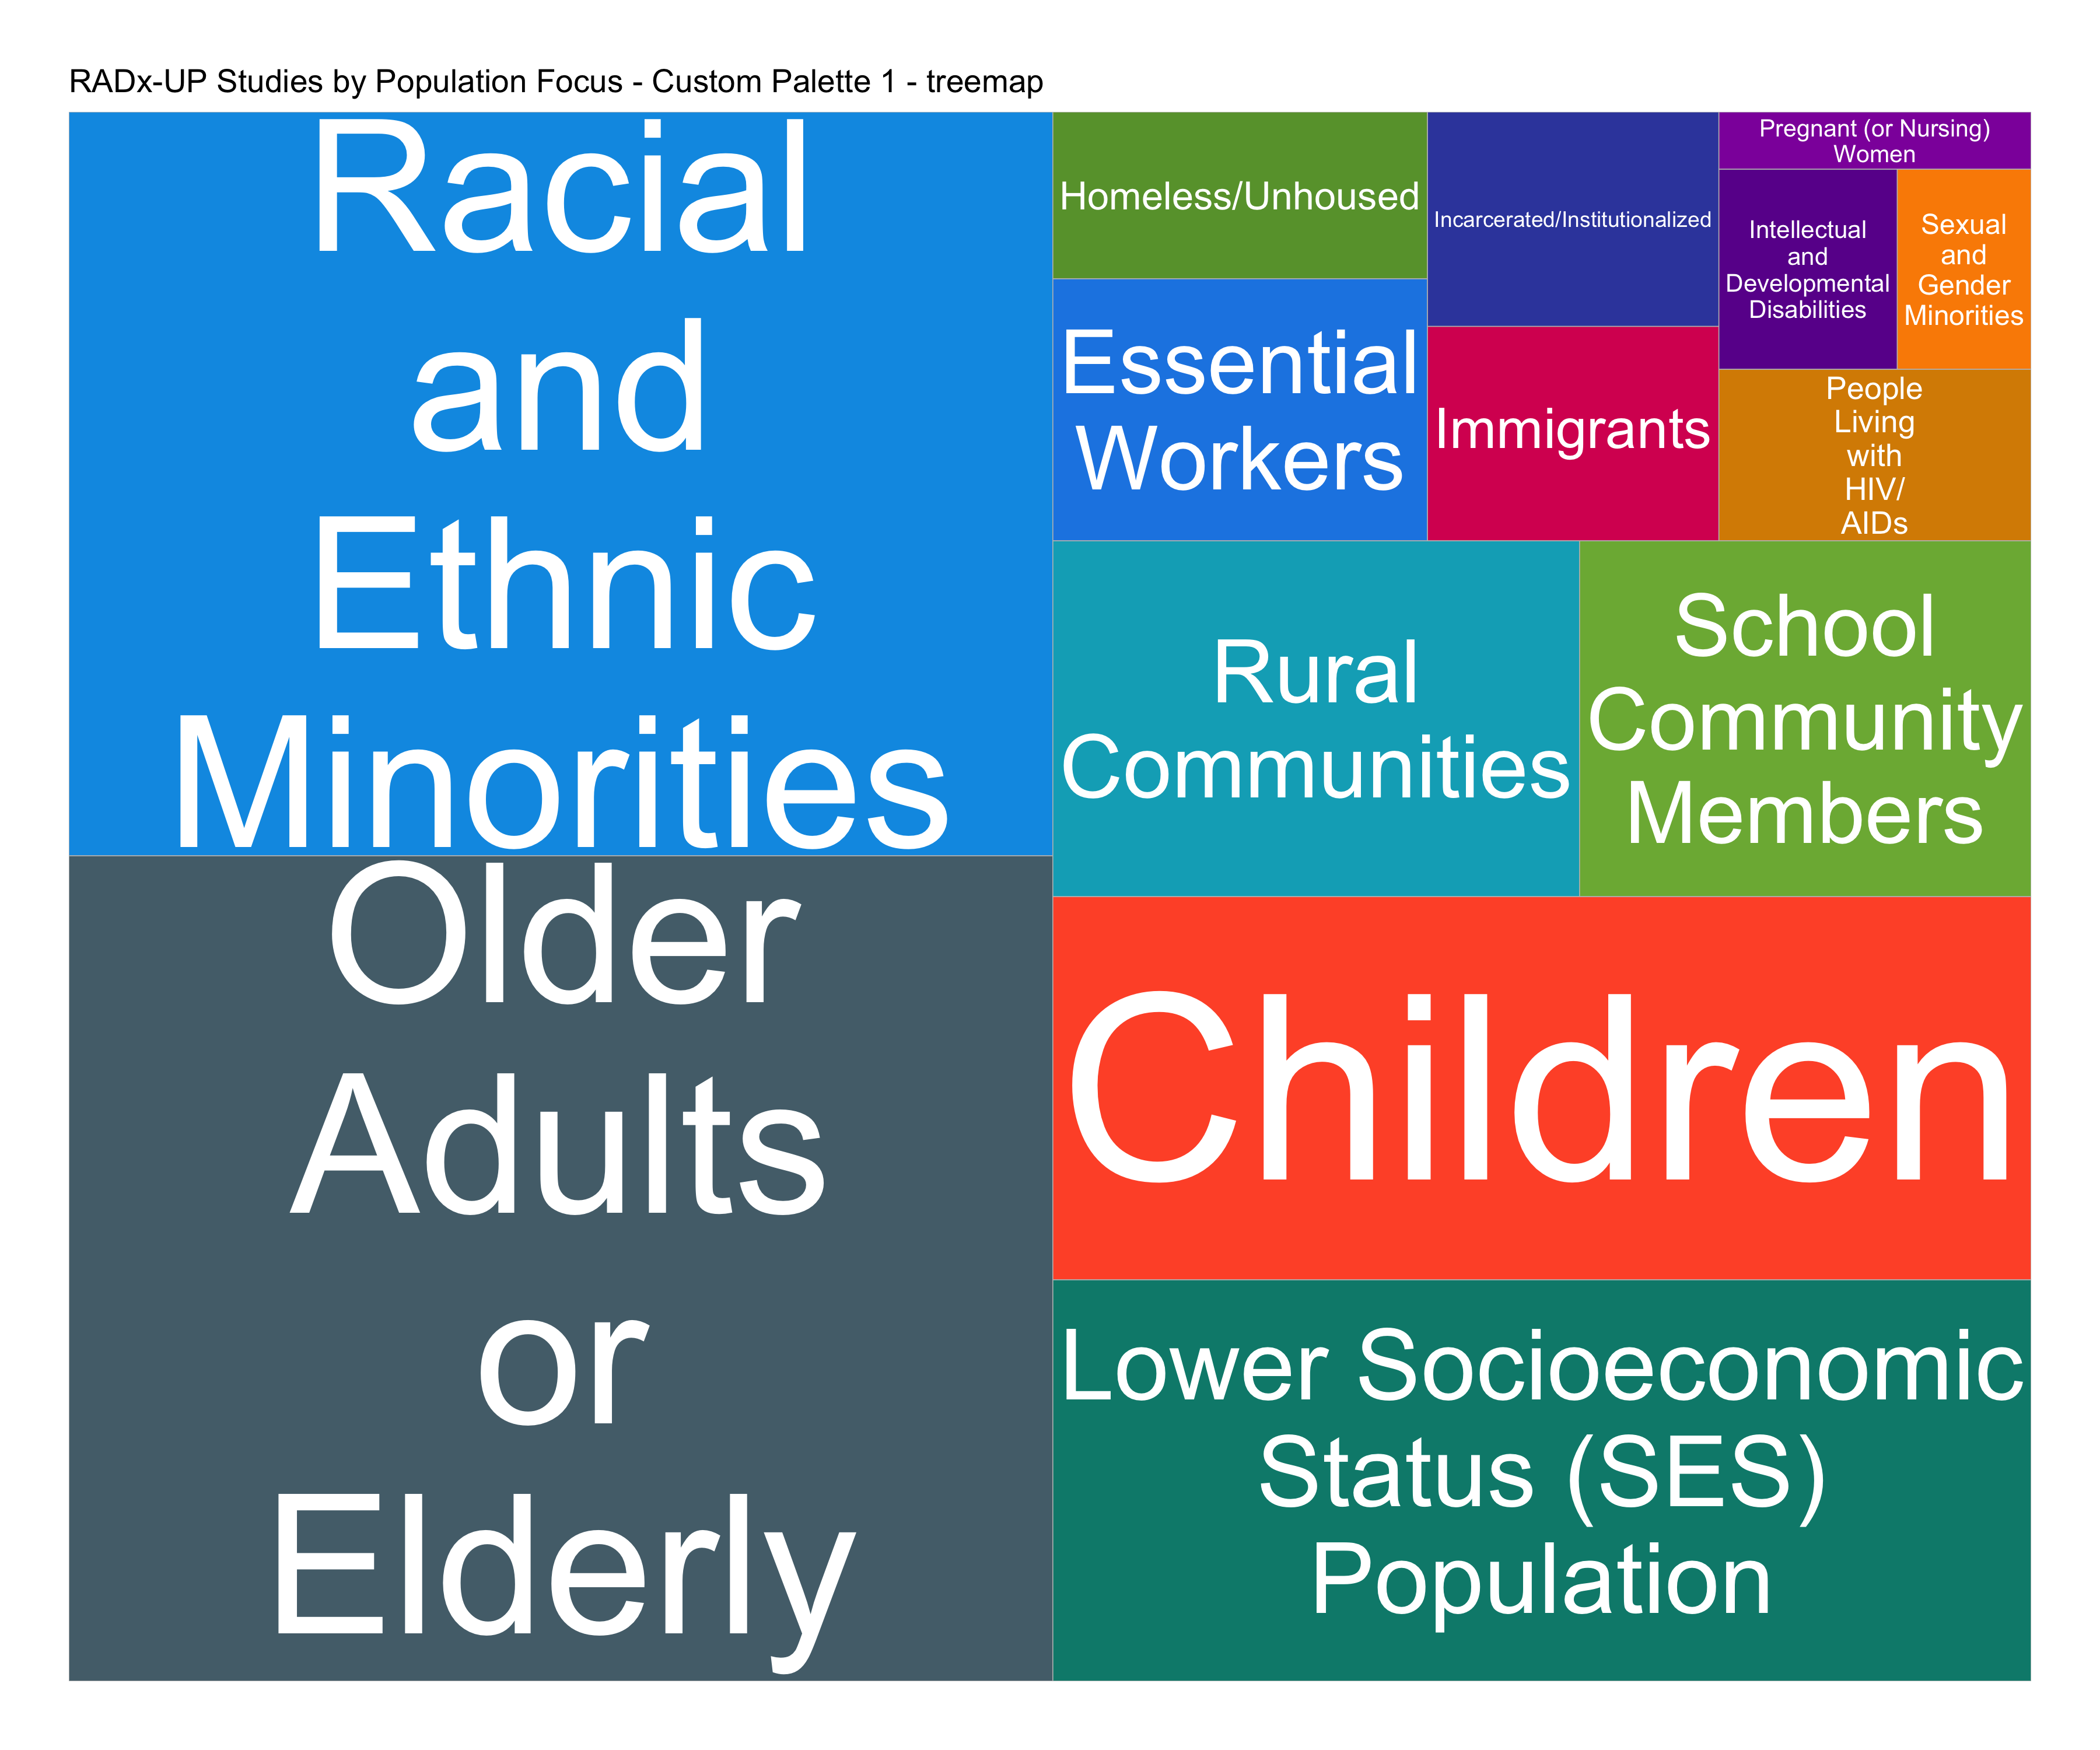 RADx-UP Studies by Population Focus - Custom Palette 1 - treemap
Racial
and
Ethnic
Minorities
Older
Adults
or
Elderly
Homeless/Unhoused
Essential
Workers
Incarcerated/Institutionalized
Immigrants
Pregnant (or Nursing)
Women
Intellectual
and
Developmental
Disabilities
Sexual
and
Gender
Minorities
People
Living
with
HIV/
AIDs
Rural
Communities
School
Community
Members
Children
Lower Socioeconomic
Status (SES)
Population